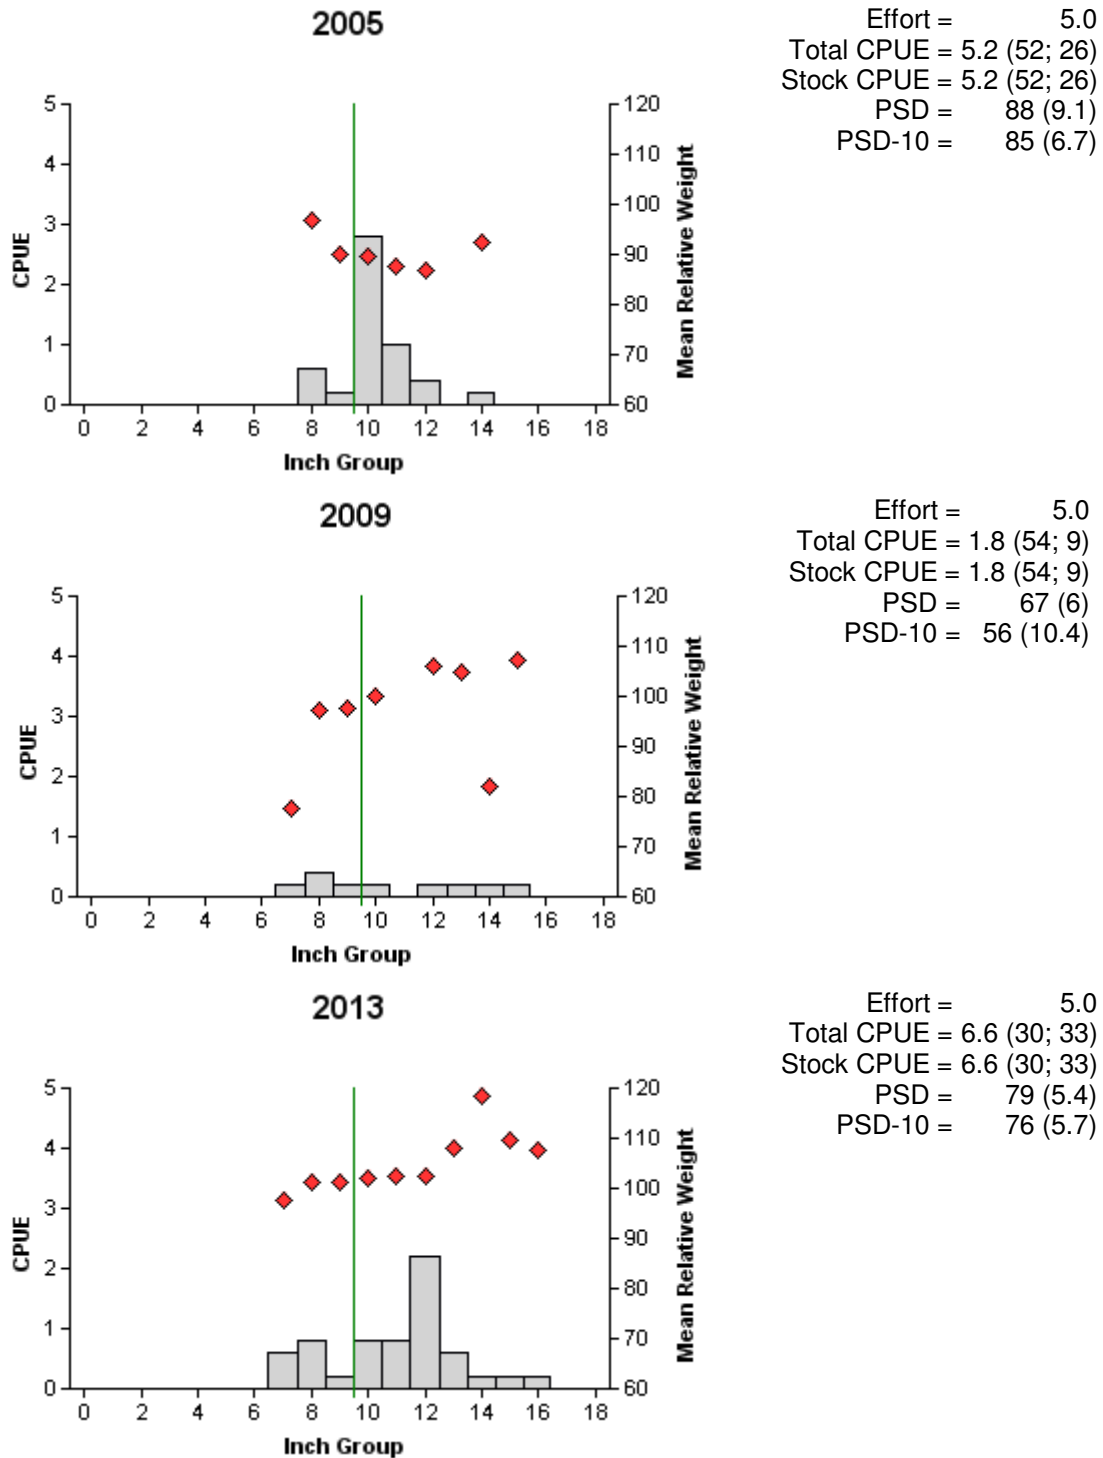 2005
Effort = 5.0
Total CPUE = 5.2 (52; 26)
Stock CPUE = 5.2 (52; 26)
PSD = 88 (9.1)
PSD-10 = 85 (6.7)
5
4
3
2
1
0
CPUE
120
110
100
90
80
70
60
Mean Relative Weight
0 2 4 6 8 10 12 14 16 18
Inch Group
2009
Effort = 5.0
Total CPUE = 1.8 (54; 9)
Stock CPUE = 1.8 (54; 9)
PSD = 67 (6)
PSD-10 = 56 (10.4)
5
4
3
2
1
0
CPUE
120
110
100
90
80
70
60
Mean Relative Weight
0 2 4 6 8 10 12 14 16 18
Inch Group
2013
Effort = 5.0
Total CPUE = 6.6 (30; 33)
Stock CPUE = 6.6 (30; 33)
PSD = 79 (5.4)
PSD-10 = 76 (5.7)
5
4
3
2
1
0
CPUE
120
110
100
90
80
70
60
Mean Relative Weight
0 2 4 6 8 10 12 14 16 18
Inch Group